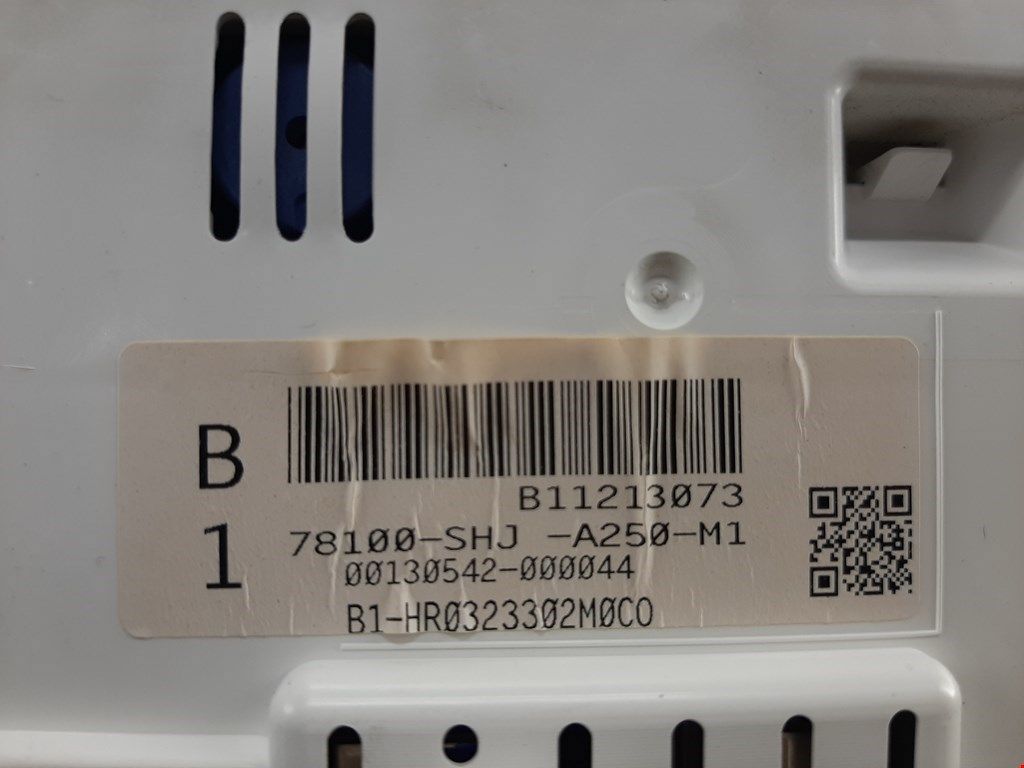 B
1
B11213073
78100-SHJ -A250-M1
00130542-000044
B1-HR0323302M0C0